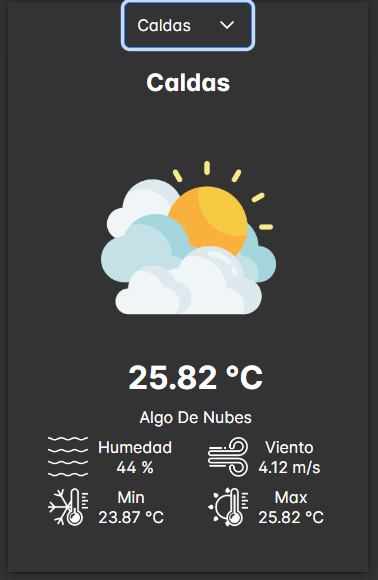 Caldas
Caldas
25.82 °C
Algo De Nubes
Humedad
44 %
Viento
4.12 m/s
Min
23.87 °C
Max
25.82 °C